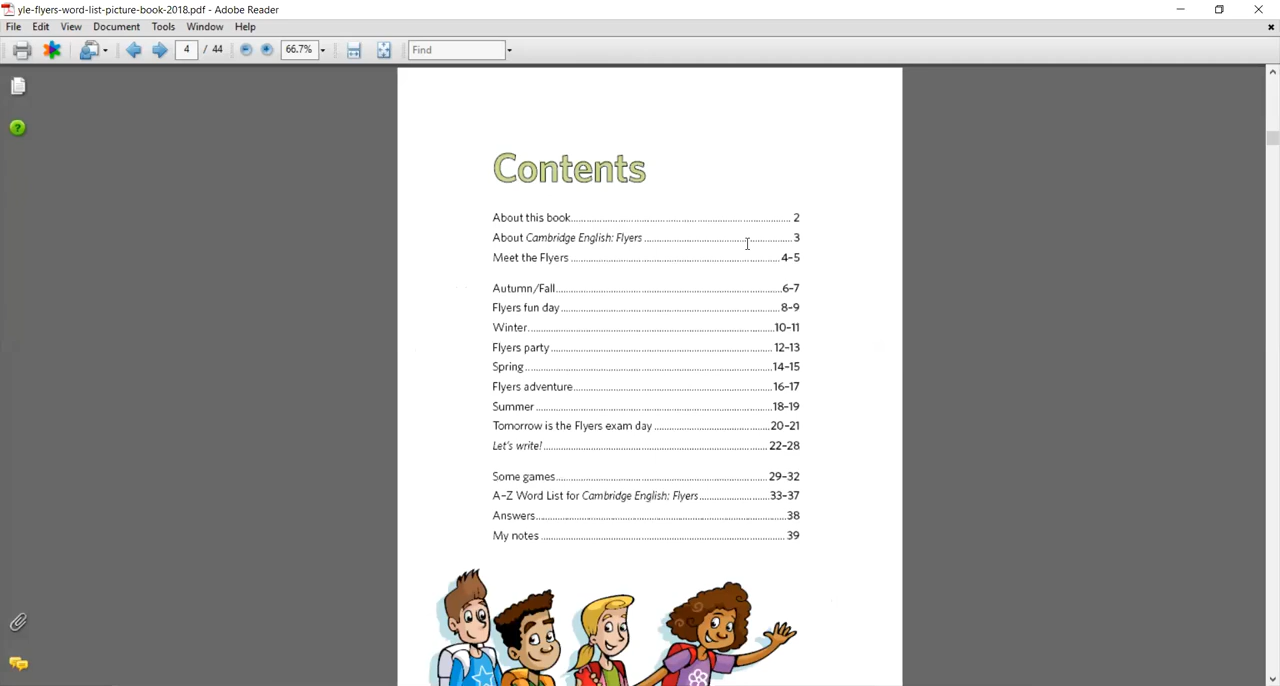 yle-flyers-word-list-picture-book-2018.pdf - Adobe Reader
File Edit View Document Tools Window Help
4 / 44 66.7% Find
Contents
About this book 2
About Cambridge English: Flyers 3
Meet the Flyers 4-5
Autumn/Fall 6-7
Flyers fun day 8-9
Winter 10-11
Flyers party 12-13
Spring 14-15
Flyers adventure 16-17
Summer 18-19
Tomorrow is the Flyers exam day 20-21
Let's write! 22-28
Some games 29-32
A-Z Word List for Cambridge English: Flyers 33-37
Answers 38
My notes 39